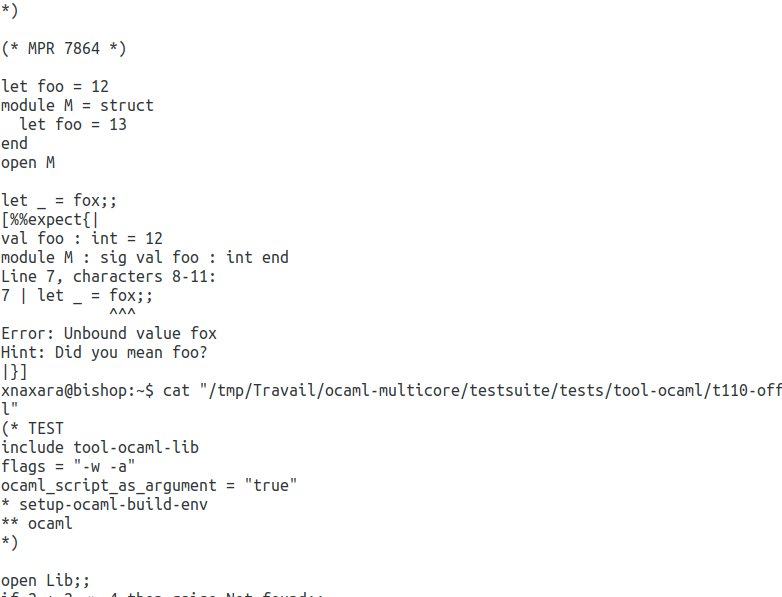 *)
(* MPR 7864 *)
let foo = 12
module M = struct
  let foo = 13
end
open M
let _ = fox;;
[%%expect{|
val foo : int = 12
module M : sig val foo : int end
Line 7, characters 8-11:
7 | let _ = fox;;
            ^^^
Error: Unbound value fox
Hint: Did you mean foo?
|}]
xnaxara@bishop:~$ cat "/tmp/Travail/ocaml-multicore/testsuite/tests/tool-ocaml/t110-off
l"
(* TEST
include tool-ocaml-lib
flags = "-w -a"
ocaml_script_as_argument = "true"
* setup-ocaml-build-env
** ocaml
*)
open Lib;;